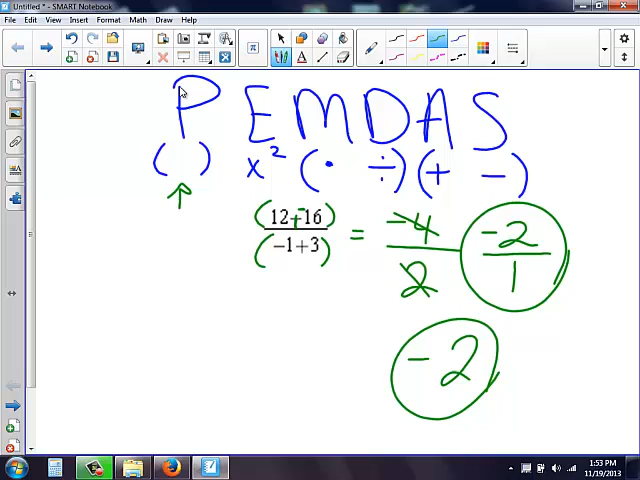 Untitled * - SMART Notebook
File Edit View Insert Format Math Draw Help
PEMDAS
( ) x² (· ÷) (+ −)
(12+-16) / (−1+3) = −4 / 2 −2 / 1
−2
1:53 PM
11/19/2013